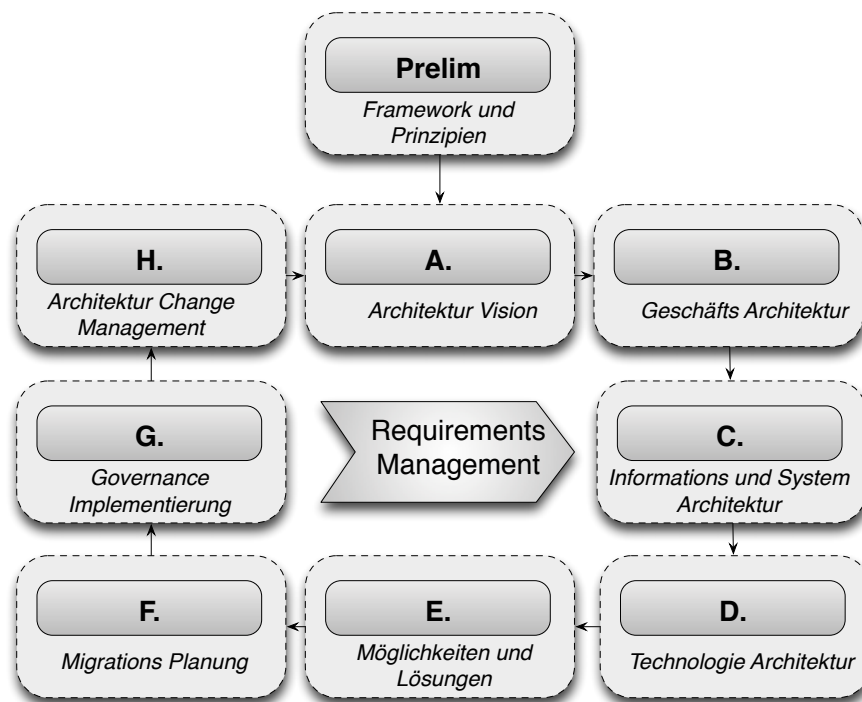 Prelim
Framework und
Prinzipien
H.
Architektur Change
Management
A.
Architektur Vision
B.
Geschäfts Architektur
G.
Governance
Implementierung
Requirements
Management
C.
Informations und System
Architektur
F.
Migrations Planung
E.
Möglichkeiten und
Lösungen
D.
Technologie Architektur